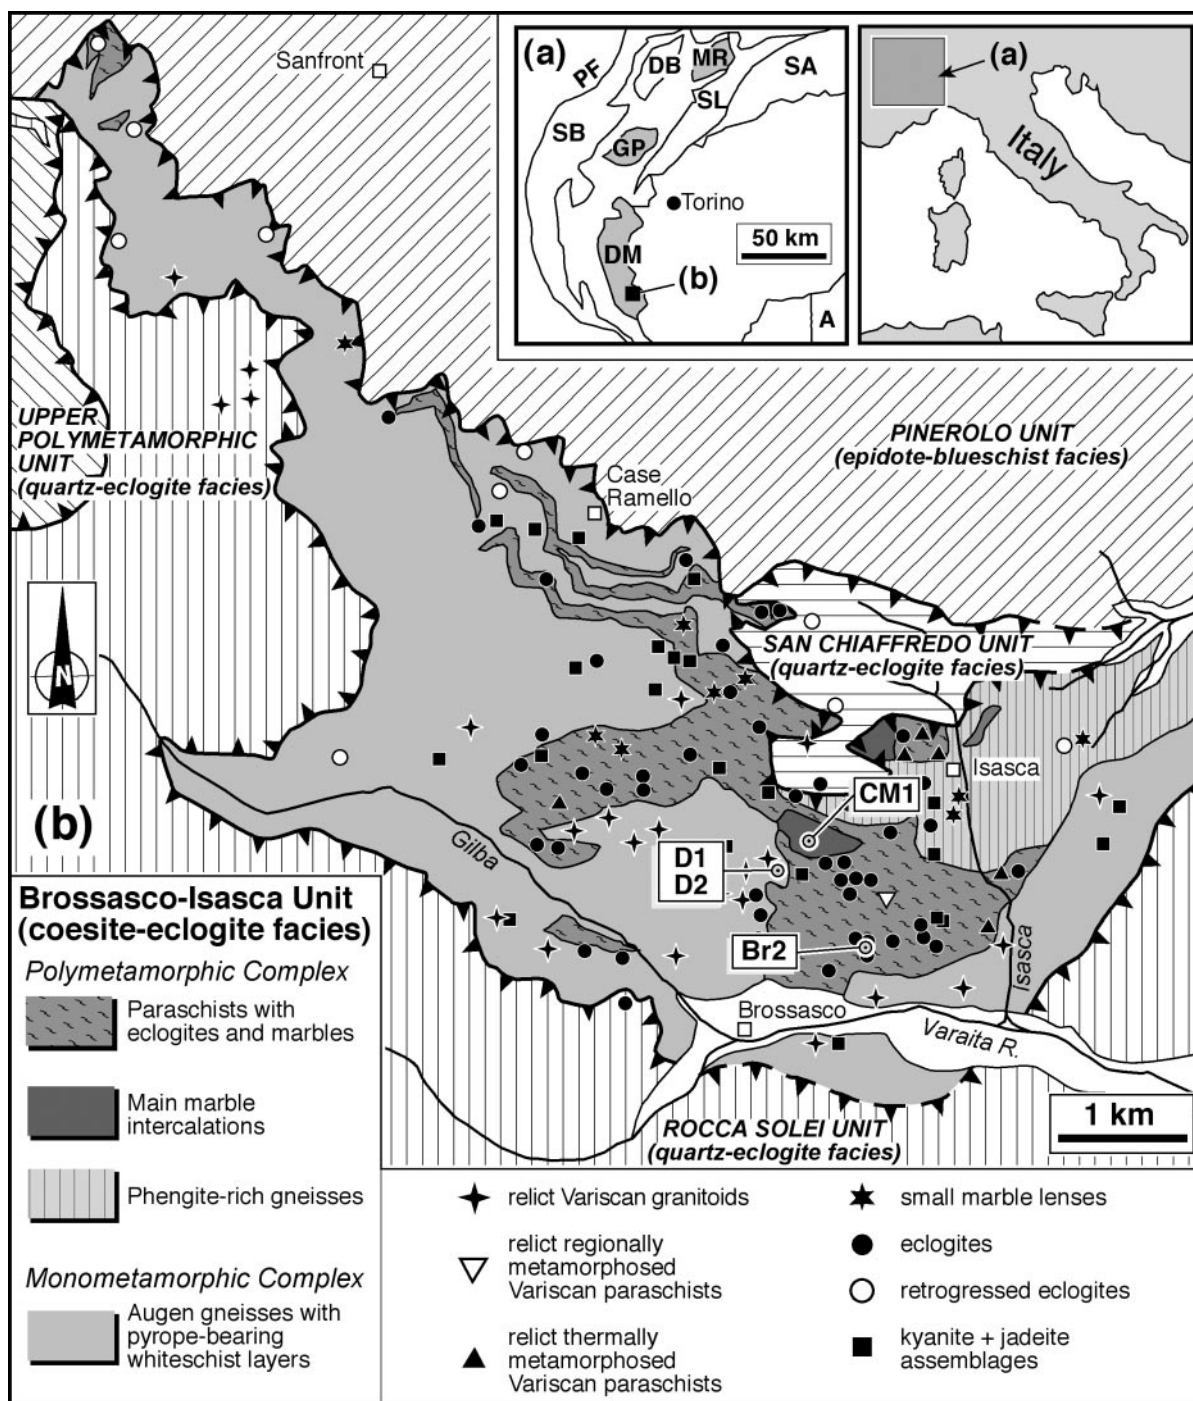 Sanfront
(a)
PF
DB
MR
SA
SL
SB
GP
Torino
50 km
DM
(b)
A
(a)
Italy
UPPER
POLYMETAMORPHIC
UNIT
(quartz-eclogite facies)
PINEROLO UNIT
(epidote-blueschist facies)
Case
Ramello
N
SAN CHIAFFREDO UNIT
(quartz-eclogite facies)
Isasca
CM1
(b)
Gilba
D1
D2
Br2
Isasca
Brossasco
Varaita R.
1 km
ROCCA SOLEI UNIT
(quartz-eclogite facies)
Brossasco-Isasca Unit
(coesite-eclogite facies)
Polymetamorphic Complex
Paraschists with
eclogites and marbles
Main marble
intercalations
Phengite-rich gneisses
Monometamorphic Complex
Augen gneisses with
pyrope-bearing
whiteschist layers
relict Variscan granitoids
relict regionally
metamorphosed
Variscan paraschists
relict thermally
metamorphosed
Variscan paraschists
small marble lenses
eclogites
retrogressed eclogites
kyanite + jadeite
assemblages